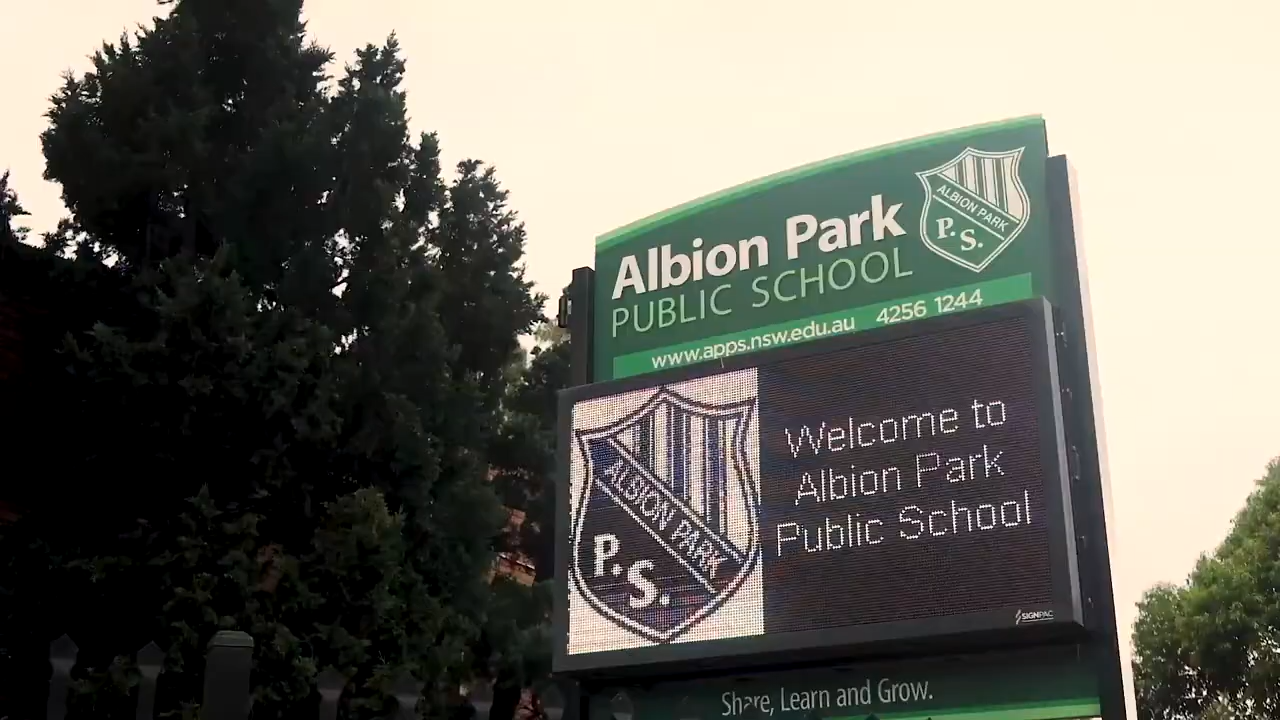 Albion Park
PUBLIC SCHOOL
ALBION PARK
P. S.
www.apps.nsw.edu.au 4256 1244
ALBION PARK
P. S.
Welcome to
Albion Park
Public School
SIGNPAC
Share, Learn and Grow.